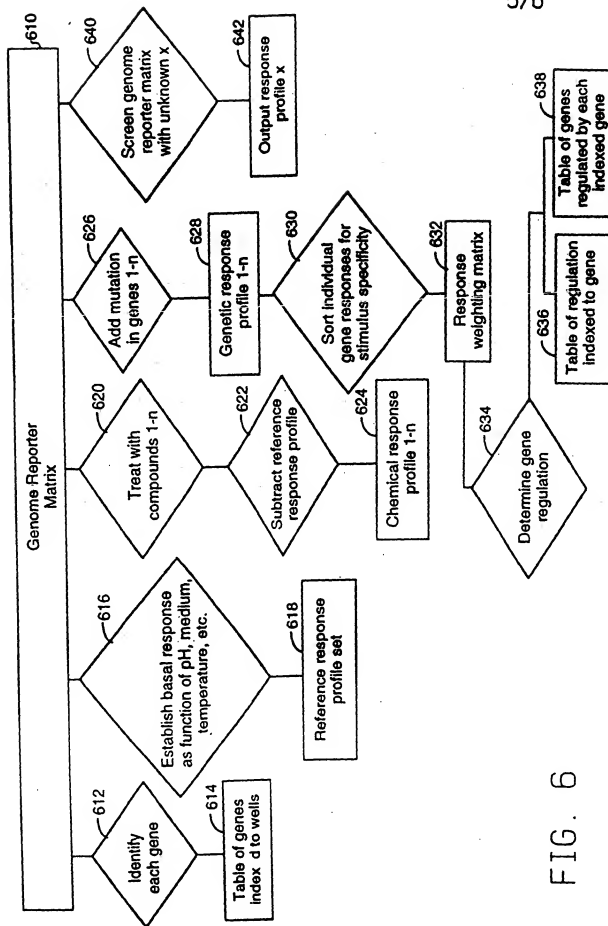 5/6
610
Genome Reporter
Matrix
612
Identify
each gene
614
Table of genes
index d to wells
616
Establish basal response
as function of pH, medium,
temperature, etc.
618
Reference response
profile set
620
Treat with
compounds 1-n
622
Subtract reference
response profile
624
Chemical response
profile 1-n
626
Add mutation
in genes 1-n
628
Genetic response
profile 1-n
630
Sort individual
gene responses for
stimulus specificity
632
Response
weightling matrix
634
Determine gene
regulation
636
Table of regulation
indexed to gene
638
Table of genes
regulated by each
indexed gene
640
Screen genome
reporter matrix
with unknown x
642
Output response
profile x
FIG. 6